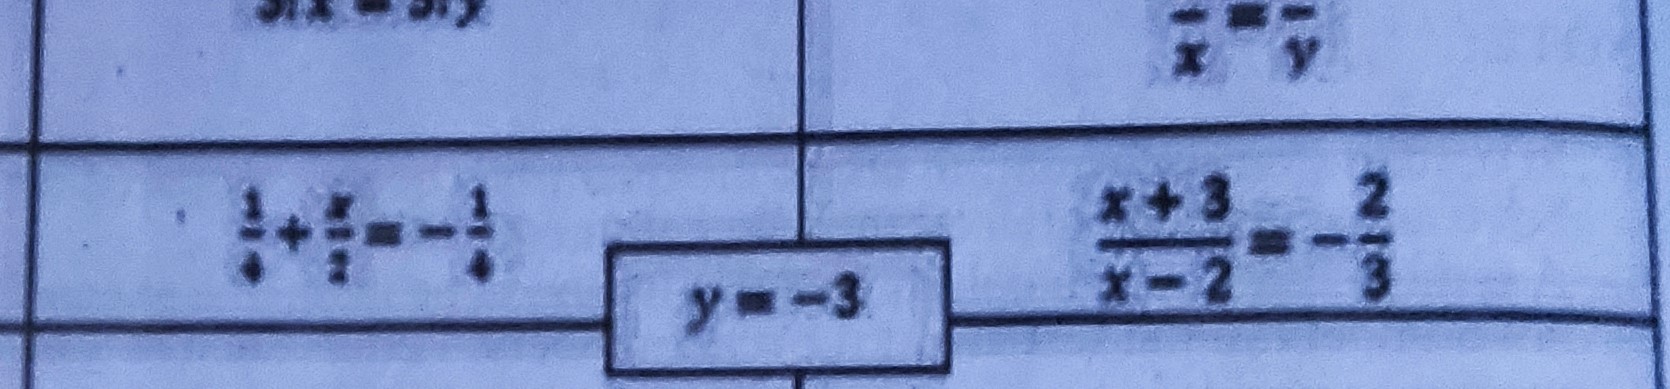 1/4 + x/2 = -1/4
(x + 3)/(x - 2) = -2/3
y = -3